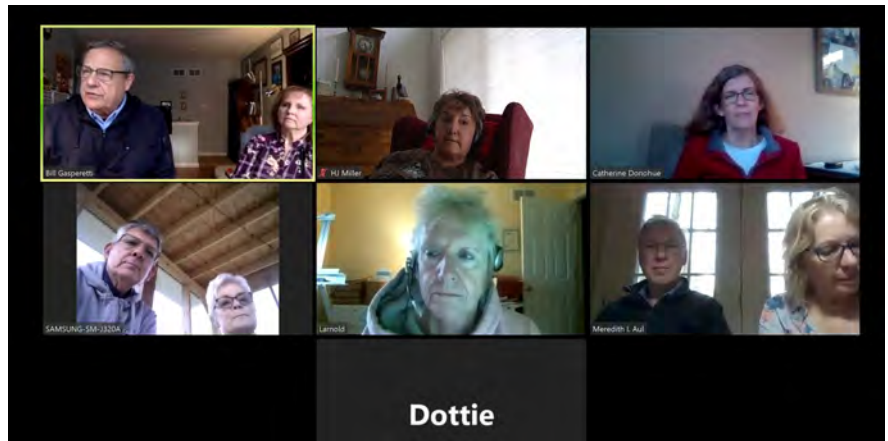 Bill Gasperetti
HJ Miller
Catherine Donohue
SAMSUNG-SM-J320A
Larnold
Meredith I. Aul
Dottie